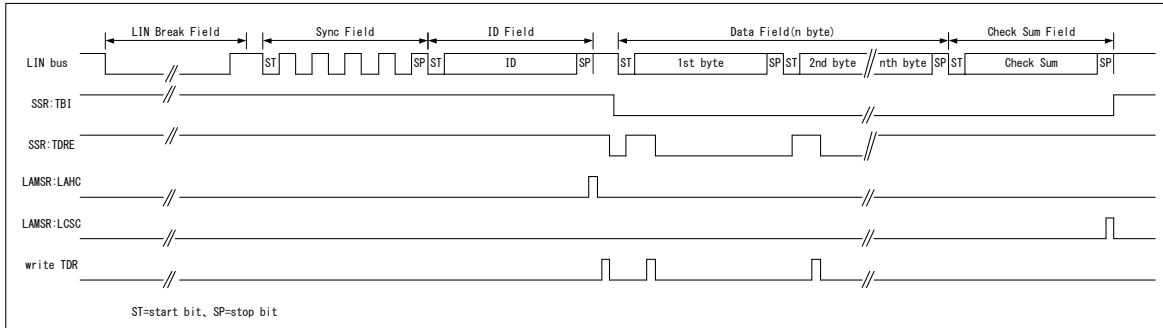 LIN Break Field Sync Field ID Field Data Field(n byte) Check Sum Field
LIN bus ST SP ST ID SP ST 1st byte SP ST 2nd byte nth byte SP ST Check Sum SP
SSR:TBI
SSR:TDRE
LAMSR:LAHC
LAMSR:LCSC
write TDR
ST=start bit、SP=stop bit